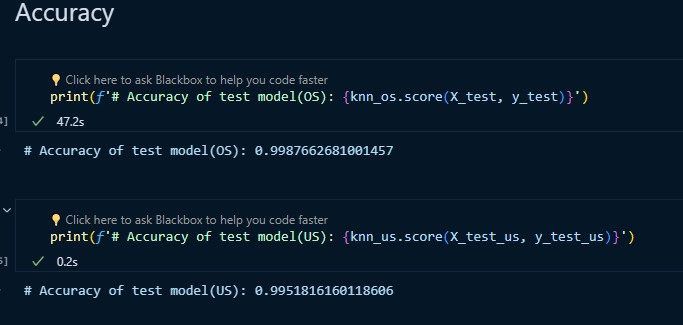 Accuracy
Click here to ask Blackbox to help you code faster
print(f'# Accuracy of test model(OS): {knn_os.score(X_test, y_test)}')
4]
47.2s
# Accuracy of test model(OS): 0.9987662681001457
Click here to ask Blackbox to help you code faster
print(f'# Accuracy of test model(US): {knn_us.score(X_test_us, y_test_us)}')
5]
0.2s
# Accuracy of test model(US): 0.9951816160118606